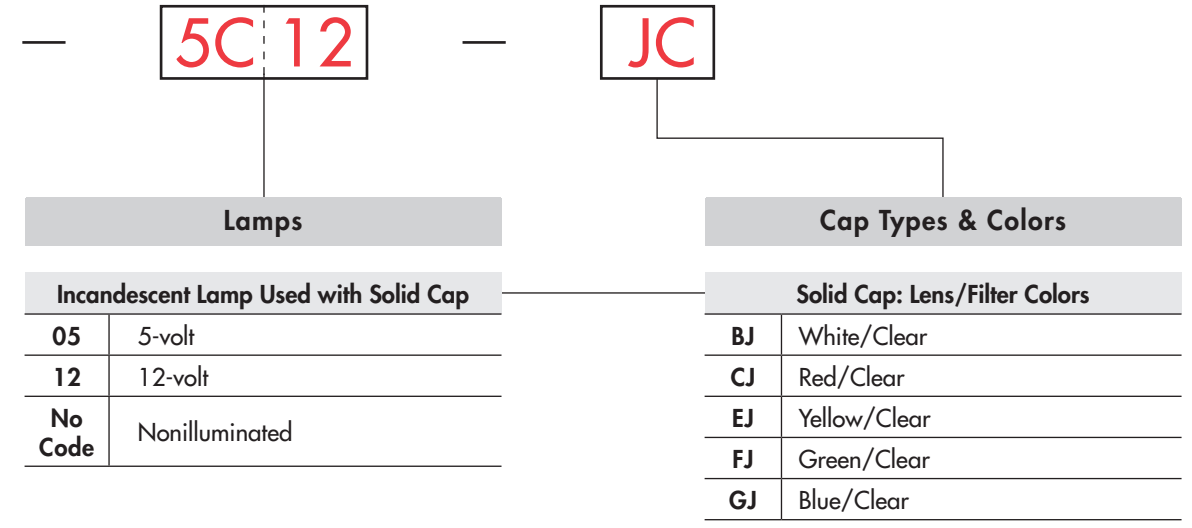 — 5C 12 — JC
Lamps
Incandescent Lamp Used with Solid Cap
05 5-volt
12 12-volt
No
Code Nonilluminated
Cap Types & Colors
Solid Cap: Lens/Filter Colors
BJ White/Clear
CJ Red/Clear
EJ Yellow/Clear
FJ Green/Clear
GJ Blue/Clear